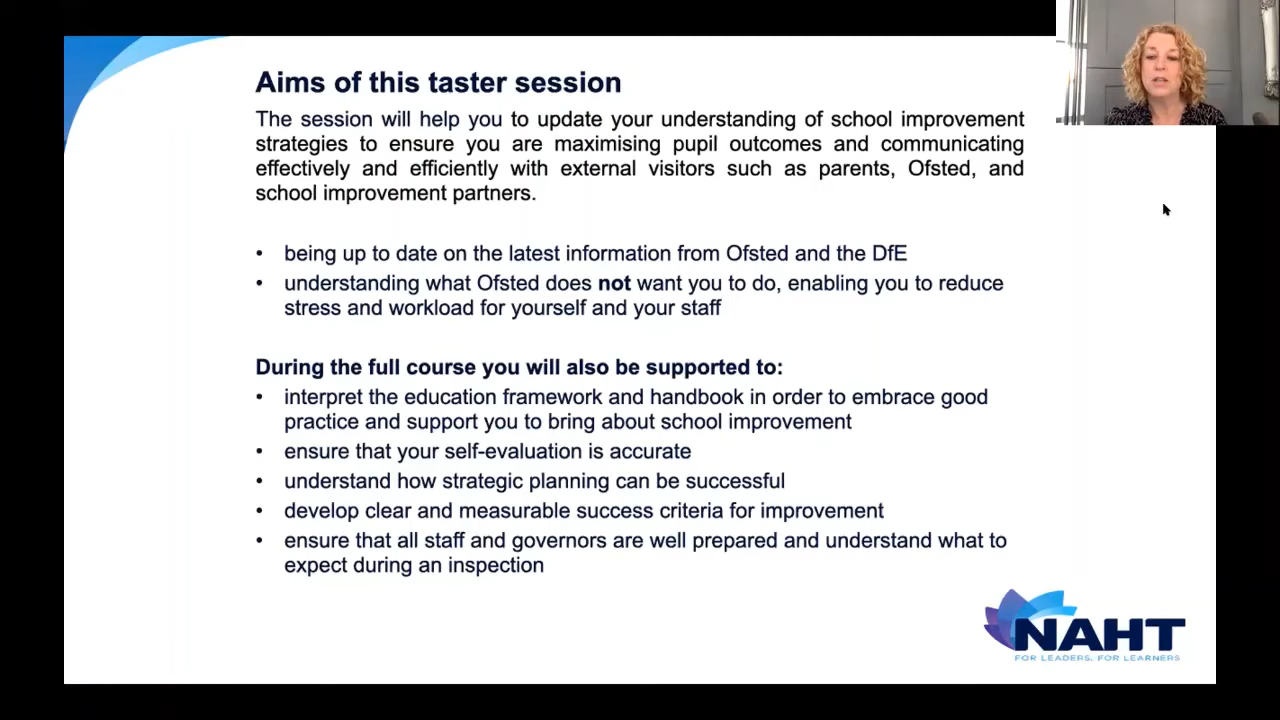 Aims of this taster session
The session will help you to update your understanding of school improvement
strategies to ensure you are maximising pupil outcomes and communicating
effectively and efficiently with external visitors such as parents, Ofsted, and
school improvement partners.
• being up to date on the latest information from Ofsted and the DfE
• understanding what Ofsted does not want you to do, enabling you to reduce
stress and workload for yourself and your staff
During the full course you will also be supported to:
• interpret the education framework and handbook in order to embrace good
practice and support you to bring about school improvement
• ensure that your self-evaluation is accurate
• understand how strategic planning can be successful
• develop clear and measurable success criteria for improvement
• ensure that all staff and governors are well prepared and understand what to
expect during an inspection
NAHT
FOR LEADERS, FOR LEARNERS